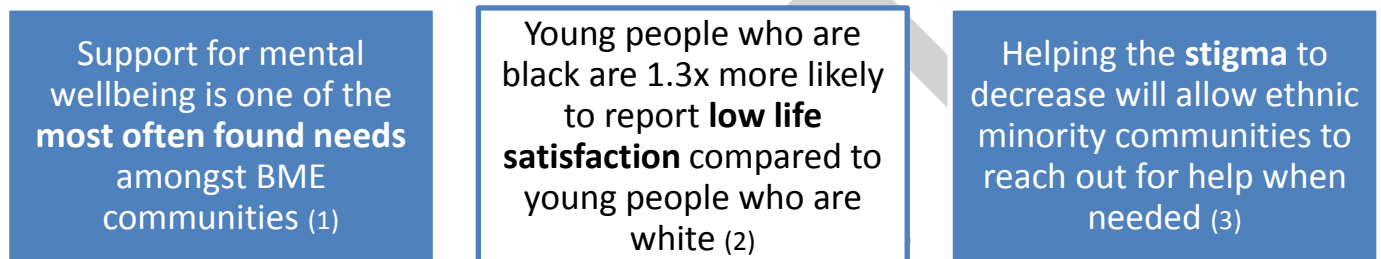 Support for mental
wellbeing is one of the
most often found needs
amongst BME
communities (1)
Young people who are
black are 1.3x more likely
to report low life
satisfaction compared to
young people who are
white (2)
Helping the stigma to
decrease will allow ethnic
minority communities to
reach out for help when
needed (3)